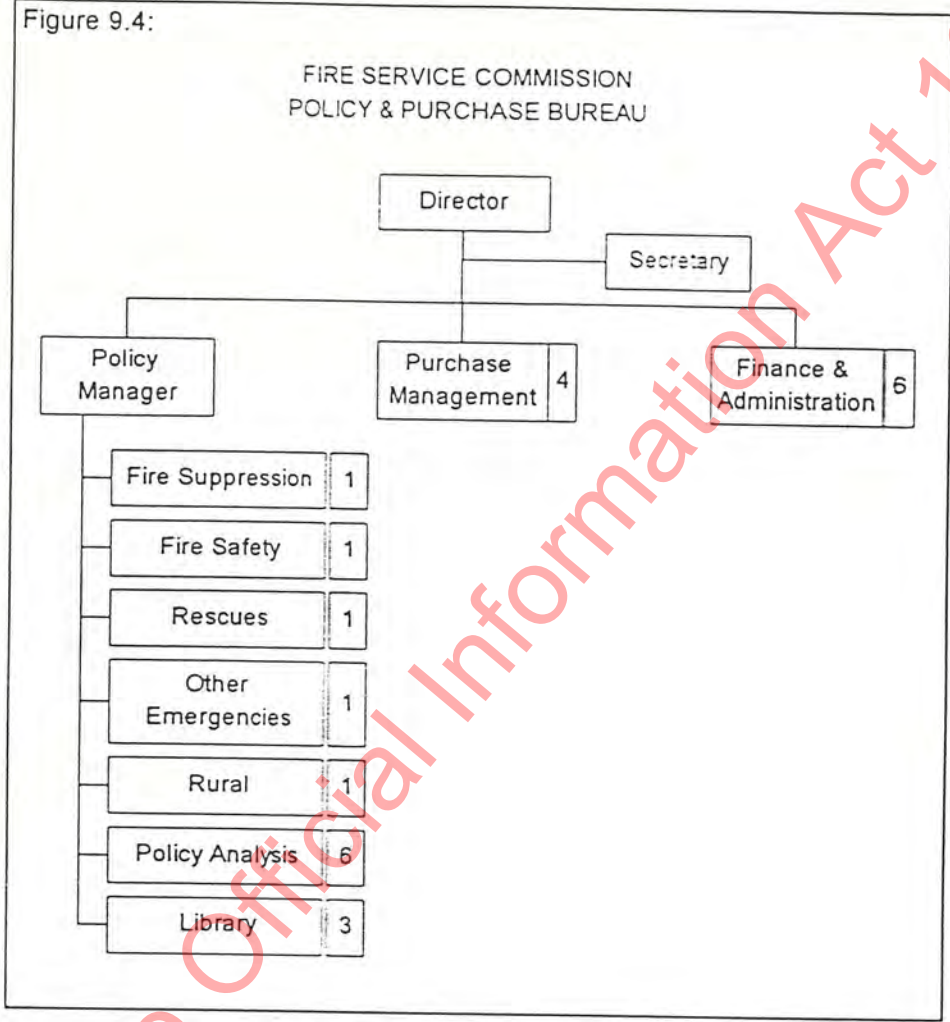 Figure 9.4:
FIRE SERVICE COMMISSION
POLICY & PURCHASE BUREAU
Director
Secretary
Policy
Manager
Purchase
Management
4
Finance &
Administration
6
Fire Suppression 1
Fire Safety 1
Rescues 1
Other
Emergencies
1
Rural 1
Policy Analysis 6
Library 3
Official Information Act 1